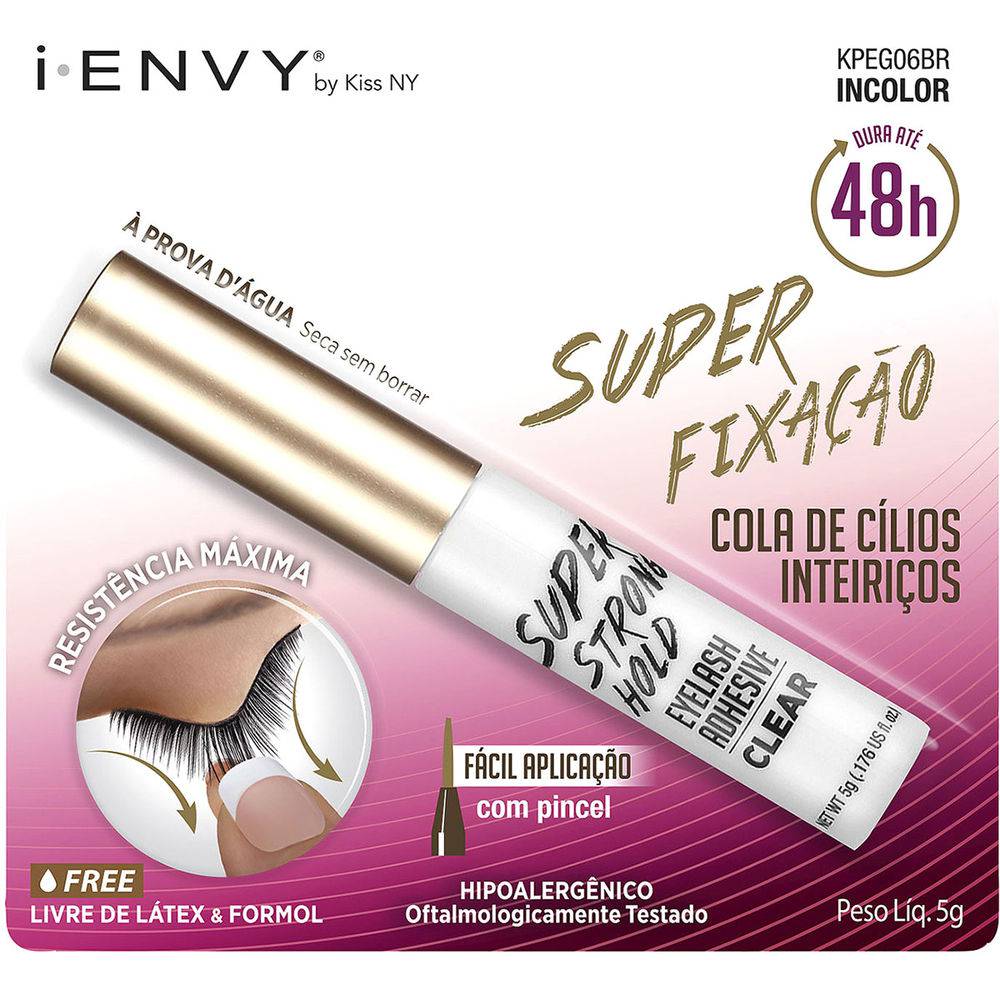 i·ENVY® by Kiss NY
KPEG06BR
INCOLOR
DURA ATÉ
48h
À PROVA D'ÁGUA Seca sem borrar
SUPER
FIXAÇÃO
COLA DE CÍLIOS
INTEIRIÇOS
SUPER
STRONG
HOLD
EYELASH
ADHESIVE
CLEAR
NET WT 5g (.176 US fl. oz)
RESISTÊNCIA MÁXIMA
FÁCIL APLICAÇÃO
com pincel
FREE
LIVRE DE LÁTEX & FORMOL
HIPOALERGÊNICO
Oftalmologicamente Testado
Peso Líq. 5g